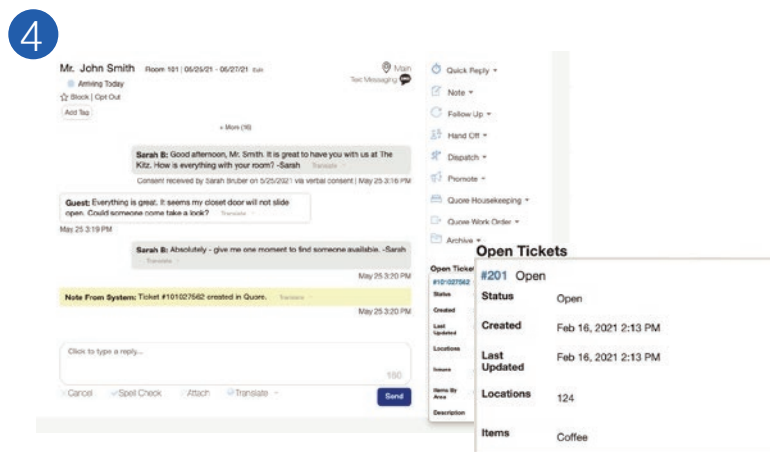 4
Mr. John Smith Room 101 | 06/25/21 - 06/27/21 Edit
Main
Arriving Today
Text Messaging
Block | Opt Out
Add Tag
+ More (16)
Sarah B: Good afternoon, Mr. Smith. It is great to have you with us at The
Kitz. How is everything with your room? -Sarah Translate
Consent received by Sarah Bruber on 5/25/2021 via verbal consent | May 25 3:16 PM
Guest: Everything is great. It seems my closet door will not slide
open. Could someone come take a look? Translate
May 25 3:19 PM
Sarah B: Absolutely - give me one moment to find someone available. -Sarah
Translate
May 25 3:20 PM
Note From System: Ticket #101027562 created in Quore. Translate
May 25 3:20 PM
Click to type a reply...
160
Cancel Spell Check Attach Translate
Send
Quick Reply
Note
Follow Up
Hand Off
Dispatch
Promote
Quore Housekeeping
Quore Work Order
Archive
Open Ticke
#101027562
Status
Created
Last
Updated
Locations
Issues
Items By
Area
Description
Open Tickets
#201 Open
Status Open
Created Feb 16, 2021 2:13 PM
Last
Updated Feb 16, 2021 2:13 PM
Locations 124
Items Coffee